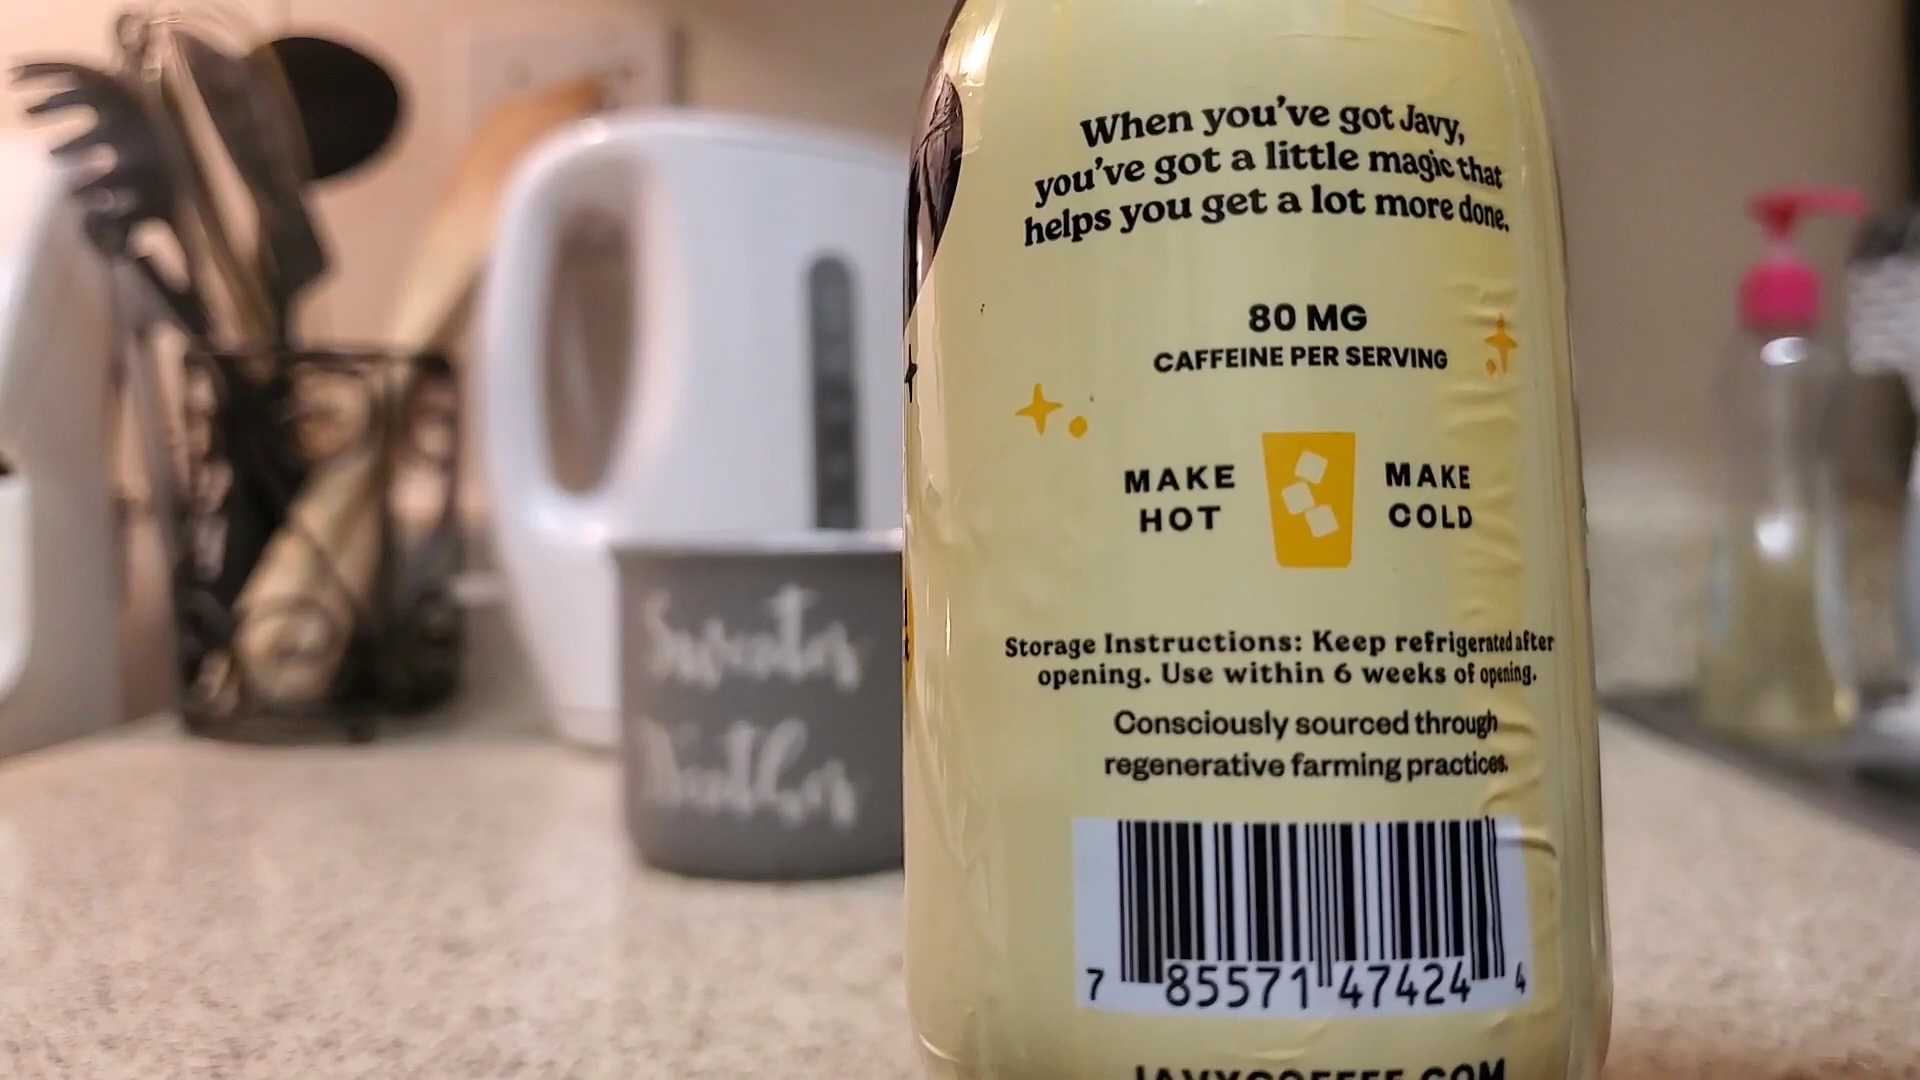 When you've got Javy,
you've got a little magic that
helps you get a lot more done.
80 MG
CAFFEINE PER SERVING
MAKE
HOT
MAKE
COLD
Storage Instructions: Keep refrigerated after
opening. Use within 6 weeks of opening.
Consciously sourced through
regenerative farming practices.
7 85571 47424 4
JAVYCOFFEE.COM
Sweater
Weather